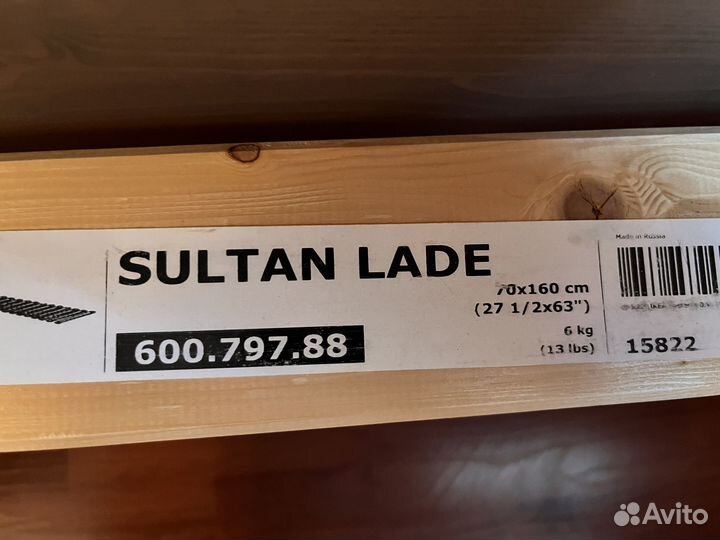 SULTAN LADE
70x160 cm
(27 1/2x63")
600.797.88
6 kg
(13 lbs)
Made in Russia
15822
Avito